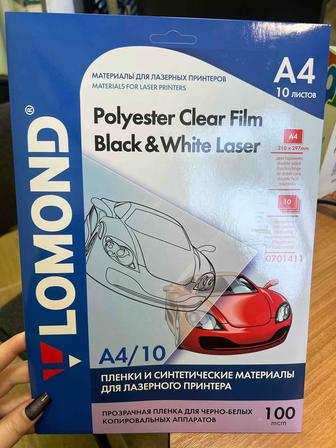 A4
10 ЛИСТОВ
МАТЕРИАЛЫ ДЛЯ ЛАЗЕРНЫХ ПРИНТЕРОВ
MATERIALS FOR LASER PRINTERS
Polyester Clear Film
Black & White Laser
A4
210 x 297mm
10
0701411
LOMOND®
A4/10
ПЛЕНКИ И СИНТЕТИЧЕСКИЕ МАТЕРИАЛЫ
ДЛЯ ЛАЗЕРНОГО ПРИНТЕРА
ПРОЗРАЧНАЯ ПЛЕНКА ДЛЯ ЧЕРНО-БЕЛЫХ
КОПИРОВАЛЬНЫХ АППАРАТОВ
100
mcm